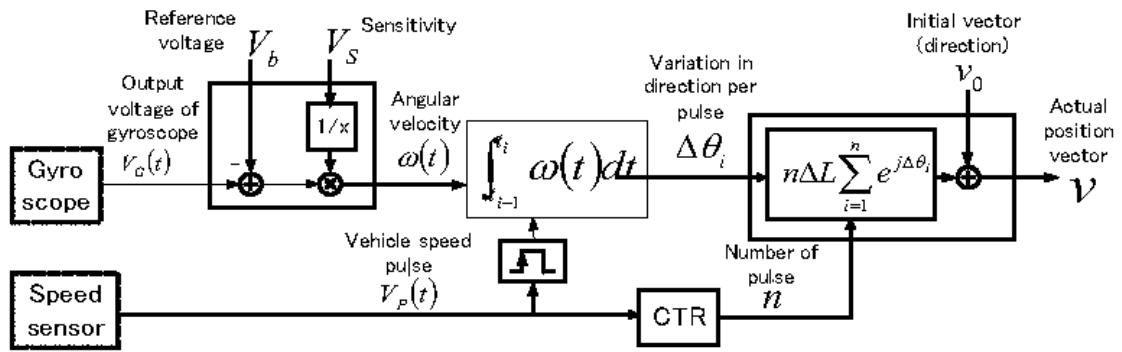 Reference
voltage
V_b
Sensitivity
V_S
Output
voltage of
gyroscope
V_G(t)
-
1/x
Angular
velocity
ω(t)
Variation in
direction per
pulse
Δθ_i
Initial vector
(direction)
v_0
Actual
position
vector
v
Gyro
scope
∫_{t_{i-1}}^{t_i} ω(t)dt
nΔL∑_{i=1}^{n} e^{jΔθ_i}
Vehicle speed
pulse
V_P(t)
Number of
pulse
n
Speed
sensor
CTR